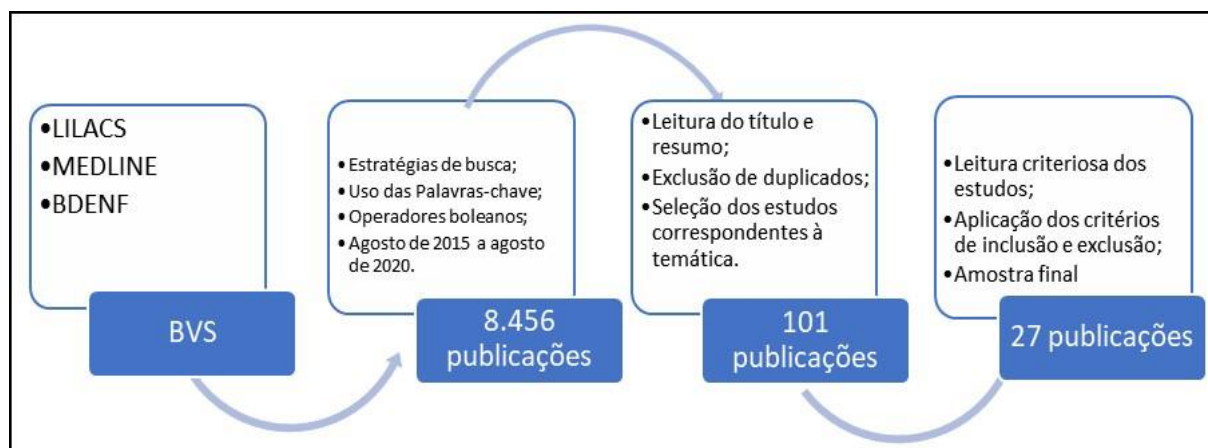 •LILACS
•MEDLINE
•BDENF
BVS
•Estratégias de busca;
•Uso das Palavras-chave;
•Operadores boleanos;
•Agosto de 2015 a agosto
de 2020.
8.456
publicações
•Leitura do título e
resumo;
•Exclusão de duplicados;
•Seleção dos estudos
correspondentes à
temática.
101
publicações
•Leitura criteriosa dos
estudos;
•Aplicação dos critérios
de inclusão e exclusão;
•Amostra final
27 publicações